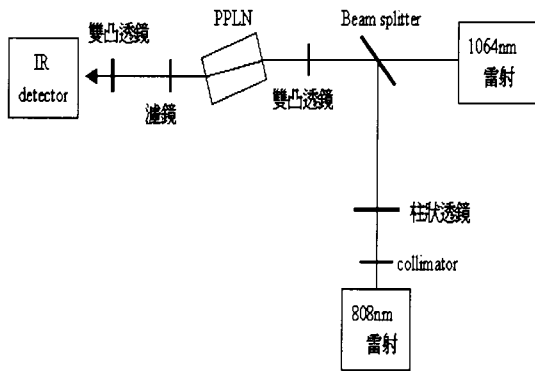 PPLN
Beam splitter
雙凸透鏡
IR
detector
濾鏡
雙凸透鏡
1064nm
雷射
柱狀透鏡
collimator
808nm
雷射